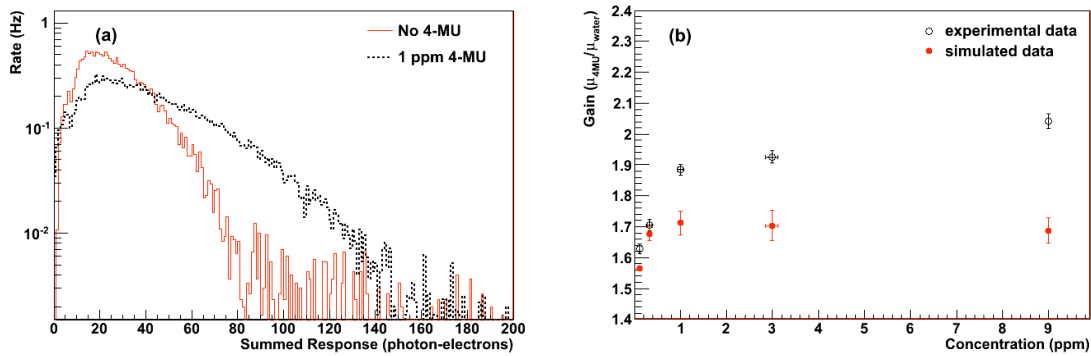 (a)
No 4-MU
1 ppm 4-MU
Rate (Hz)
1
10⁻¹
10⁻²
0 20 40 60 80 100 120 140 160 180 200
Summed Response (photon-electrons)
(b)
experimental data
simulated data
Gain (μ4MU/μwater)
2.4
2.3
2.2
2.1
2
1.9
1.8
1.7
1.6
1.5
1.4
1 2 3 4 5 6 7 8 9
Concentration (ppm)